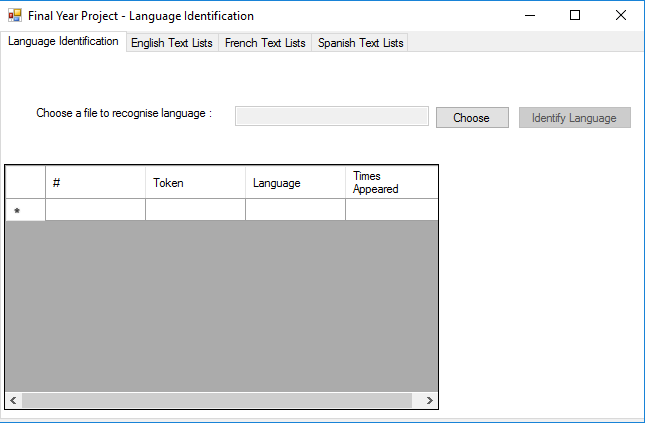 Final Year Project - Language Identification
Language Identification English Text Lists French Text Lists Spanish Text Lists
Choose a file to recognise language :
Choose
Identify Language
# Token Language Times
Appeared
*